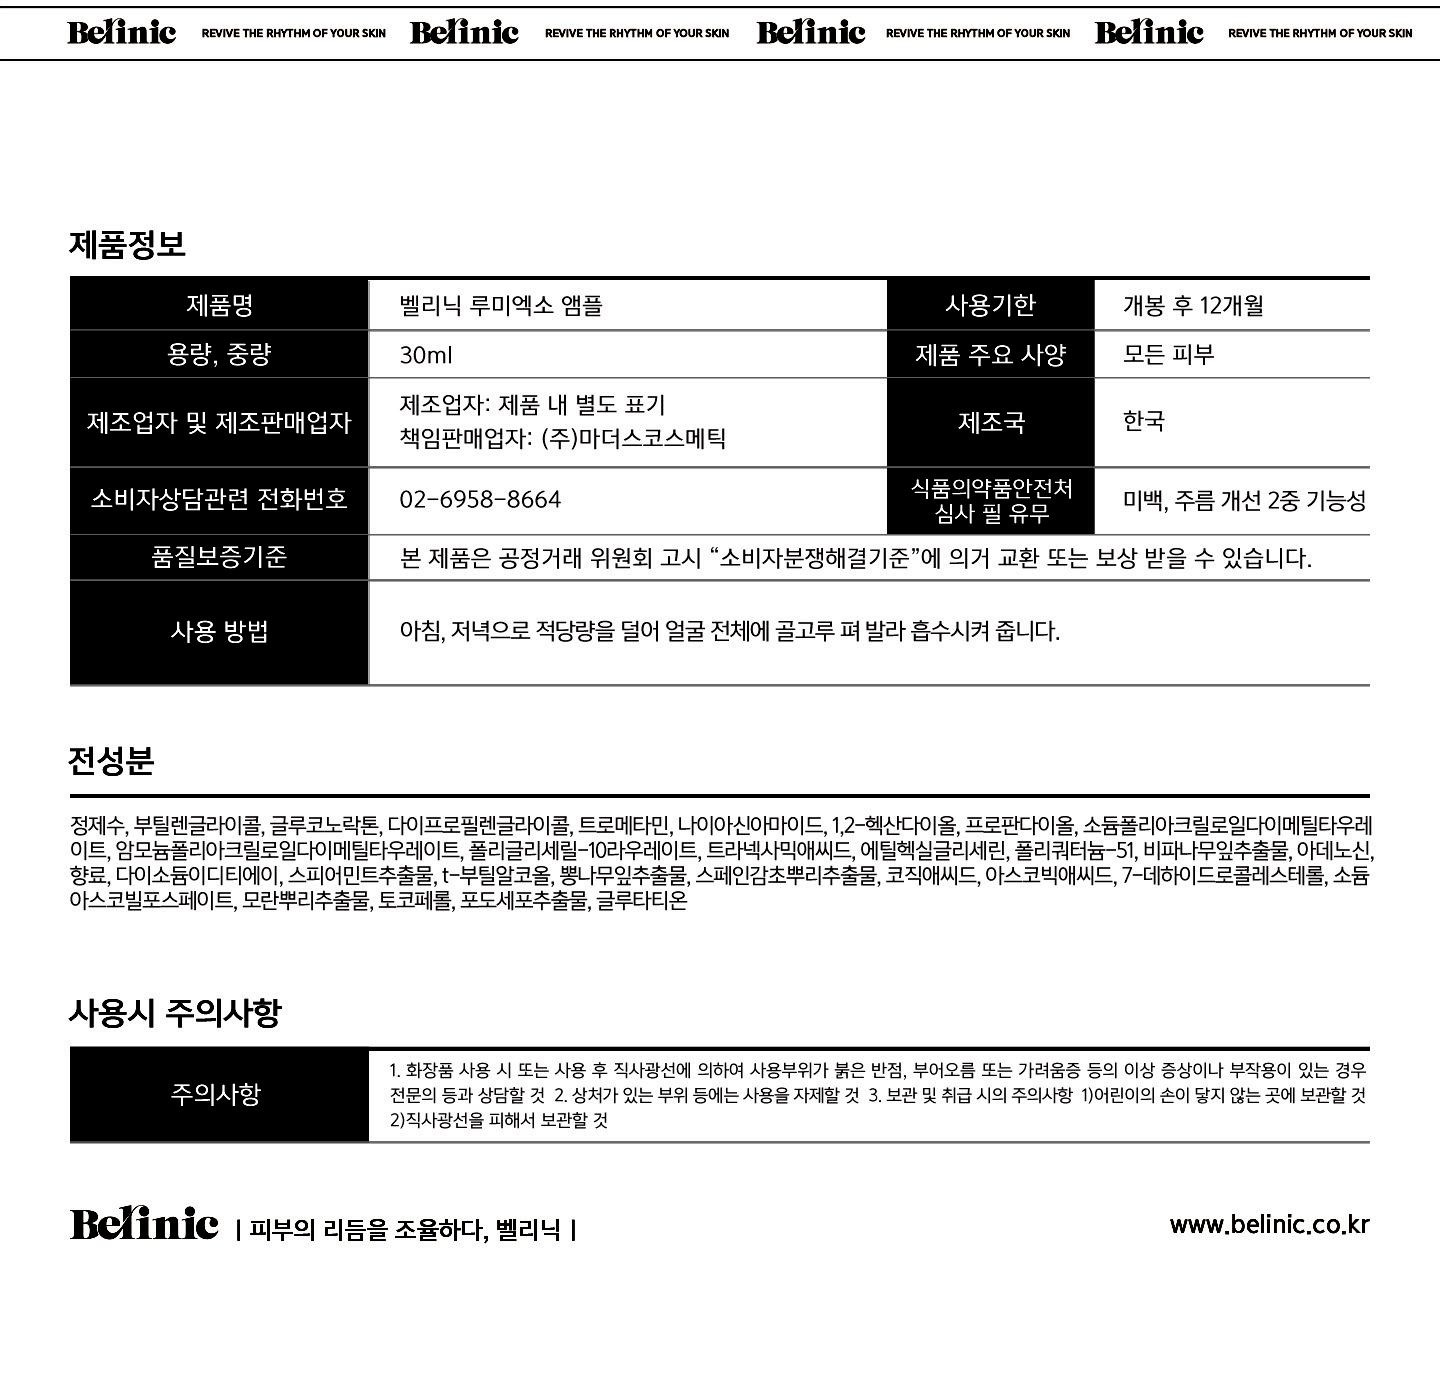 Belinic REVIVE THE RHYTHM OF YOUR SKIN Belinic REVIVE THE RHYTHM OF YOUR SKIN Belinic REVIVE THE RHYTHM OF YOUR SKIN Belinic REVIVE THE RHYTHM OF YOUR SKIN
제품정보
제품명 벨리닉 루미엑소 앰플 사용기한 개봉 후 12개월
용량, 중량 30ml 제품 주요 사양 모든 피부
제조업자 및 제조판매업자
제조업자: 제품 내 별도 표기
책임판매업자: (주)마더스코스메틱
제조국 한국
소비자상담관련 전화번호 02-6958-8664
식품의약품안전처
심사 필 유무
미백, 주름 개선 2중 기능성
품질보증기준 본 제품은 공정거래 위원회 고시 “소비자분쟁해결기준”에 의거 교환 또는 보상 받을 수 있습니다.
사용 방법 아침, 저녁으로 적당량을 덜어 얼굴 전체에 골고루 펴 발라 흡수시켜 줍니다.
전성분
정제수, 부틸렌글라이콜, 글루코노락톤, 다이프로필렌글라이콜, 트로메타민, 나이아신아마이드, 1,2-헥산다이올, 프로판다이올, 소듐폴리아크릴로일다이메틸타우레
이트, 암모늄폴리아크릴로일다이메틸타우레이트, 폴리글리세릴-10라우레이트, 트라넥사믹애씨드, 에틸헥실글리세린, 폴리쿼터늄-51, 비파나무잎추출물, 아데노신,
향료, 다이소듐이디티에이, 스피어민트추출물, t-부틸알코올, 뽕나무잎추출물, 스페인감초뿌리추출물, 코직애씨드, 아스코빅애씨드, 7-데하이드로콜레스테롤, 소듐
아스코빌포스페이트, 모란뿌리추출물, 토코페롤, 포도세포추출물, 글루타티온
사용시 주의사항
주의사항
1. 화장품 사용 시 또는 사용 후 직사광선에 의하여 사용부위가 붉은 반점, 부어오름 또는 가려움증 등의 이상 증상이나 부작용이 있는 경우
전문의 등과 상담할 것 2. 상처가 있는 부위 등에는 사용을 자제할 것 3. 보관 및 취급 시의 주의사항 1)어린이의 손이 닿지 않는 곳에 보관할 것
2)직사광선을 피해서 보관할 것
Belinic | 피부의 리듬을 조율하다, 벨리닉 | www.belinic.co.kr